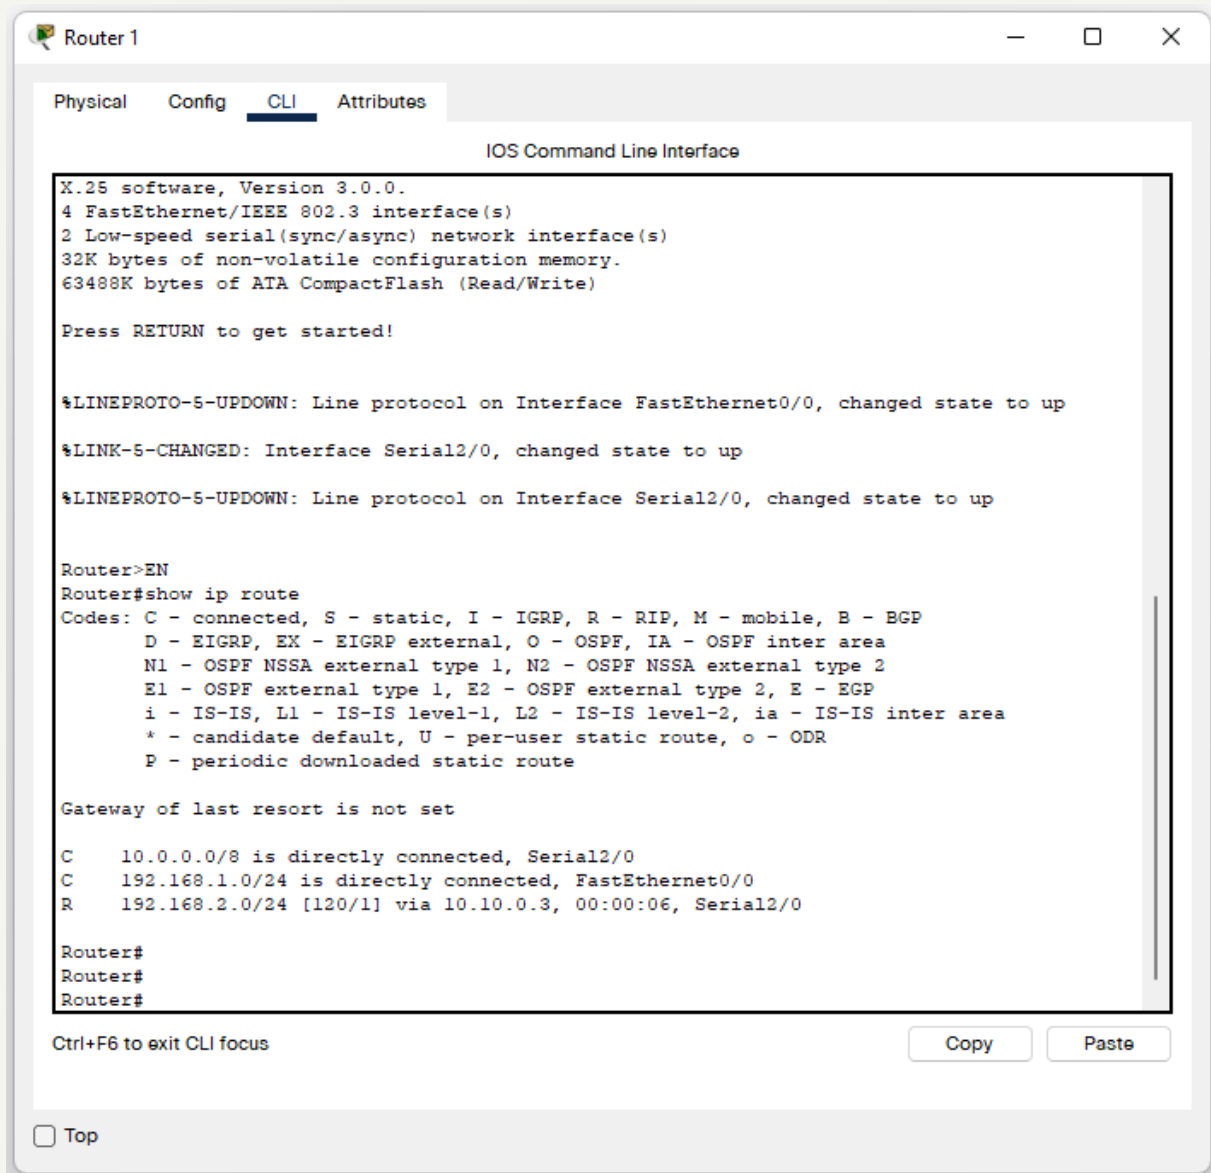 Router 1
Physical Config CLI Attributes
IOS Command Line Interface
X.25 software, Version 3.0.0.
4 FastEthernet/IEEE 802.3 interface(s)
2 Low-speed serial(sync/async) network interface(s)
32K bytes of non-volatile configuration memory.
63488K bytes of ATA CompactFlash (Read/Write)
Press RETURN to get started!
%LINEPROTO-5-UPDOWN: Line protocol on Interface FastEthernet0/0, changed state to up
%LINK-5-CHANGED: Interface Serial2/0, changed state to up
%LINEPROTO-5-UPDOWN: Line protocol on Interface Serial2/0, changed state to up
Router>EN
Router#show ip route
Codes: C - connected, S - static, I - IGRP, R - RIP, M - mobile, B - BGP
D - EIGRP, EX - EIGRP external, O - OSPF, IA - OSPF inter area
N1 - OSPF NSSA external type 1, N2 - OSPF NSSA external type 2
E1 - OSPF external type 1, E2 - OSPF external type 2, E - EGP
i - IS-IS, L1 - IS-IS level-1, L2 - IS-IS level-2, ia - IS-IS inter area
* - candidate default, U - per-user static route, o - ODR
P - periodic downloaded static route
Gateway of last resort is not set
C 10.0.0.0/8 is directly connected, Serial2/0
C 192.168.1.0/24 is directly connected, FastEthernet0/0
R 192.168.2.0/24 [120/1] via 10.10.0.3, 00:00:06, Serial2/0
Router#
Router#
Router#
Ctrl+F6 to exit CLI focus
Copy Paste
Top